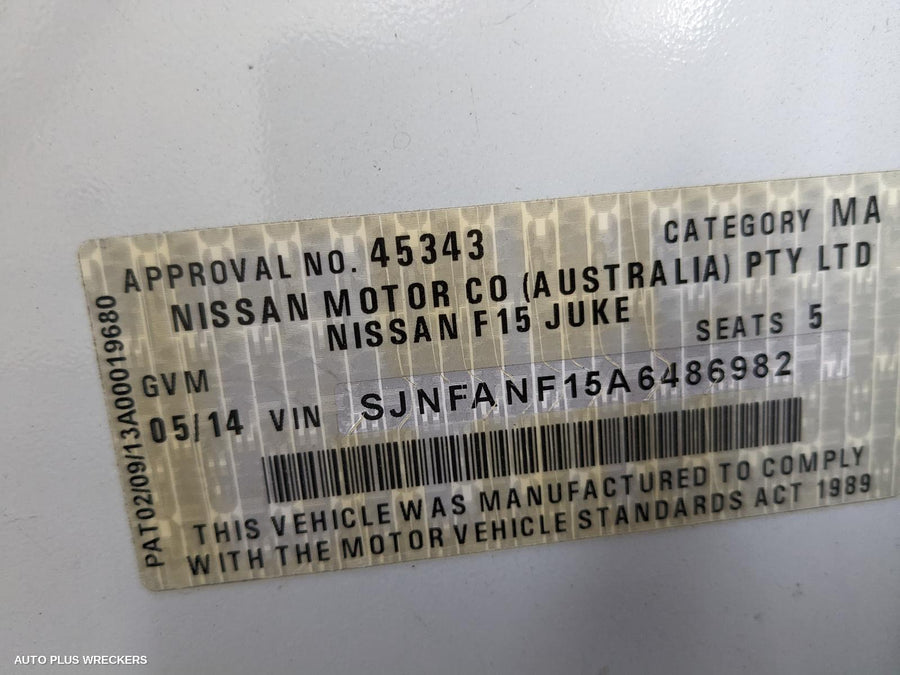 APPROVAL NO. 45343 CATEGORY MA
NISSAN MOTOR CO (AUSTRALIA) PTY LTD
NISSAN F15 JUKE
SEATS 5
GVM
05/14 VIN SJNFANF15A6486982
THIS VEHICLE WAS MANUFACTURED TO COMPLY
WITH THE MOTOR VEHICLE STANDARDS ACT 1989
PAT02/09/13A00019680
AUTO PLUS WRECKERS